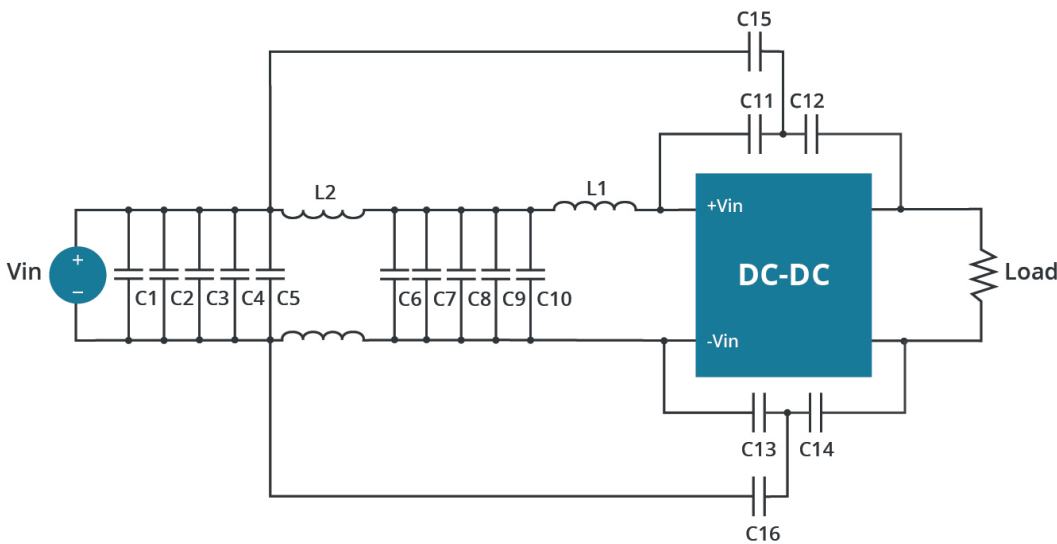 C15
C11 C12
L2
L1
+Vin
Vin
+
−
C1 C2 C3 C4 C5
C6 C7 C8 C9 C10
DC-DC
Load
-Vin
C13 C14
C16